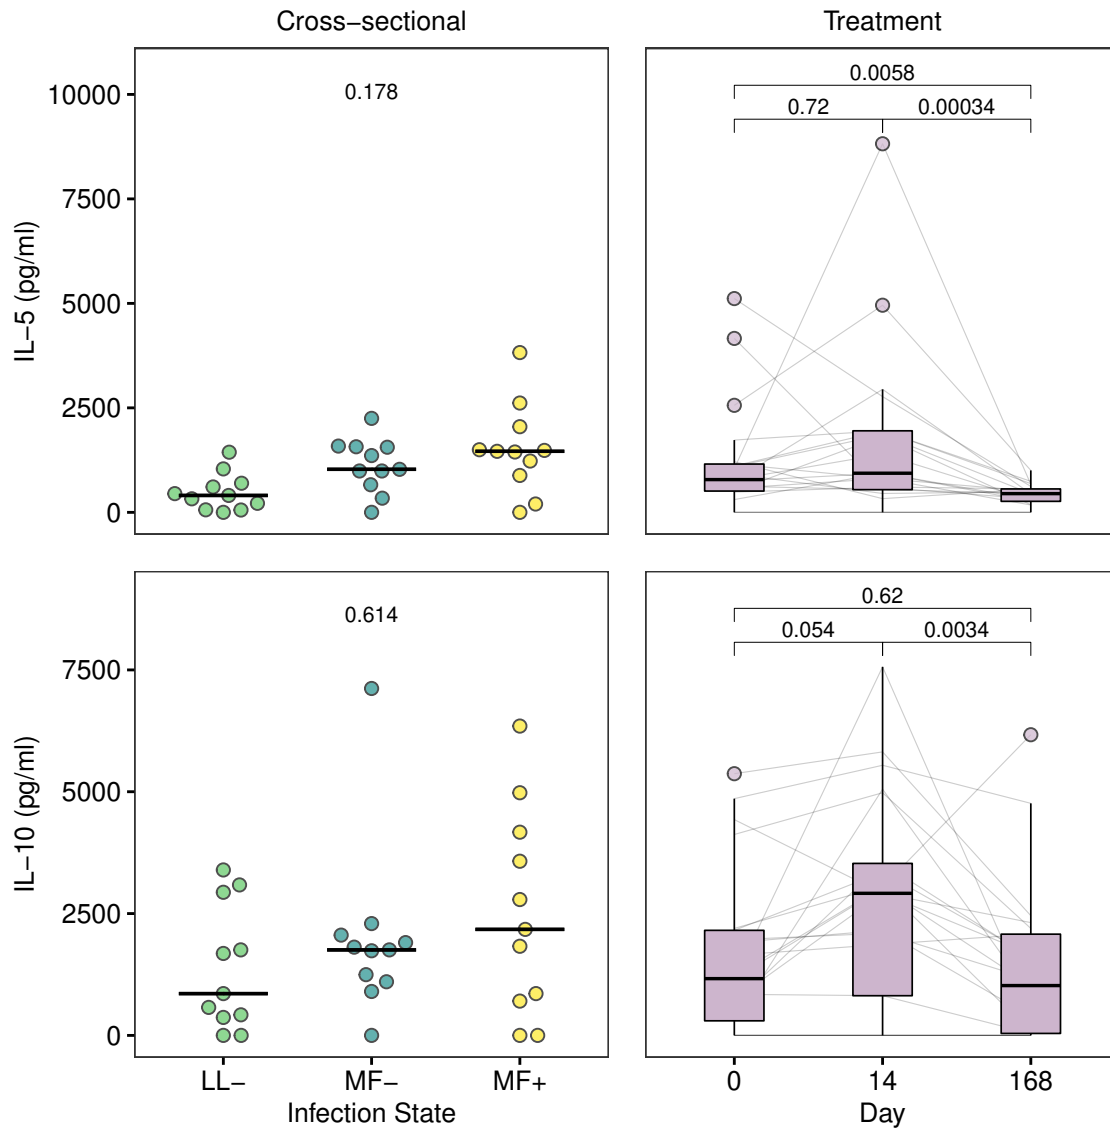 Cross−sectional
Treatment
IL−5 (pg/ml)
10000
7500
5000
2500
0
0.178
0.0058
0.72
0.00034
IL−10 (pg/ml)
7500
5000
2500
0
0.614
0.62
0.054
0.0034
LL− MF− MF+
Infection State
0 14 168
Day